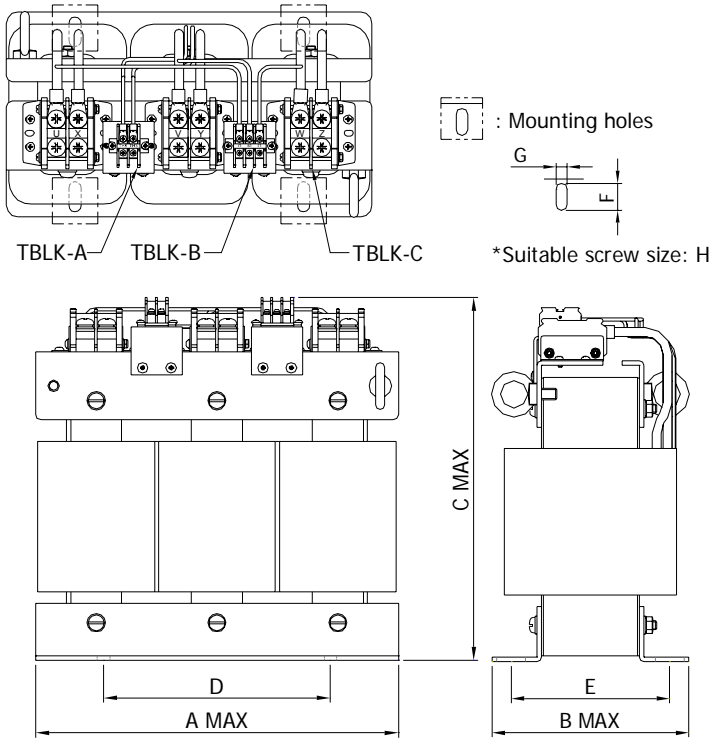 U X V Y W Z
: Mounting holes
G
F
TBLK-A TBLK-B TBLK-C
*Suitable screw size: H
C MAX
D
A MAX
E
B MAX